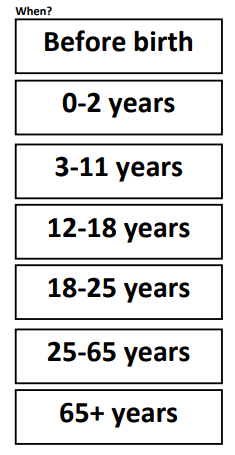 When?
Before birth
0-2 years
3-11 years
12-18 years
18-25 years
25-65 years
65+ years